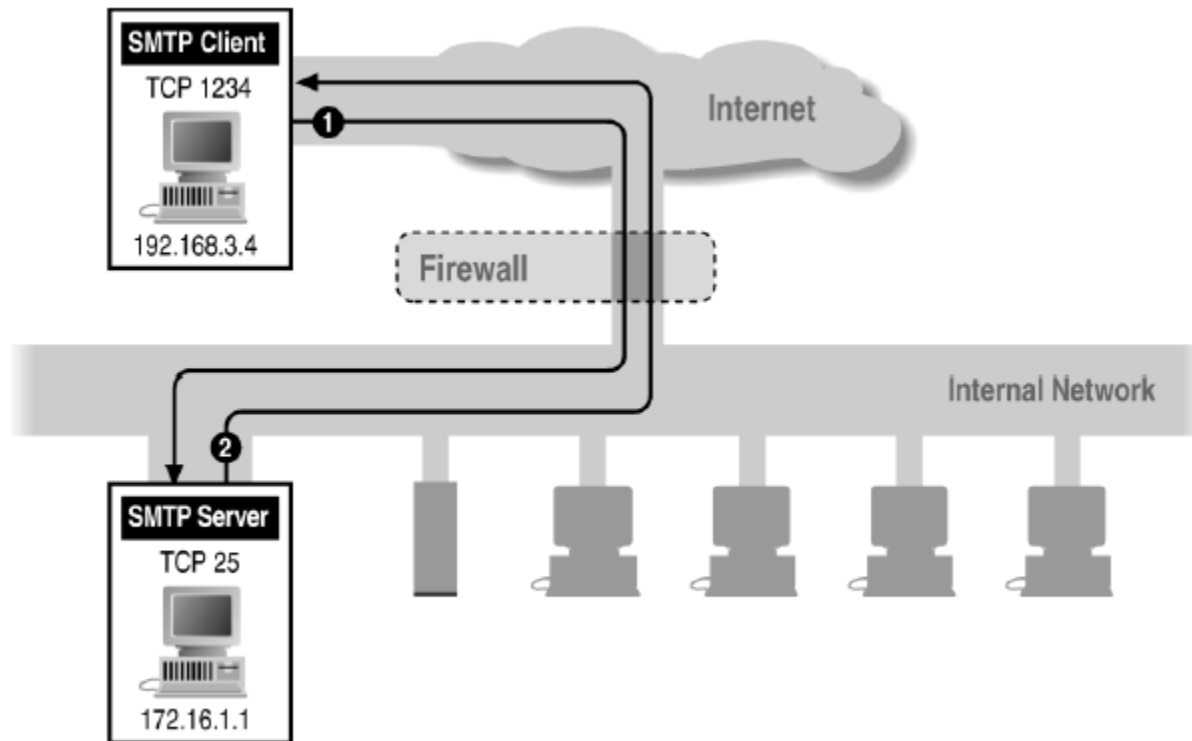 SMTP Client
TCP 1234
192.168.3.4
1
Internet
Firewall
Internal Network
2
SMTP Server
TCP 25
172.16.1.1